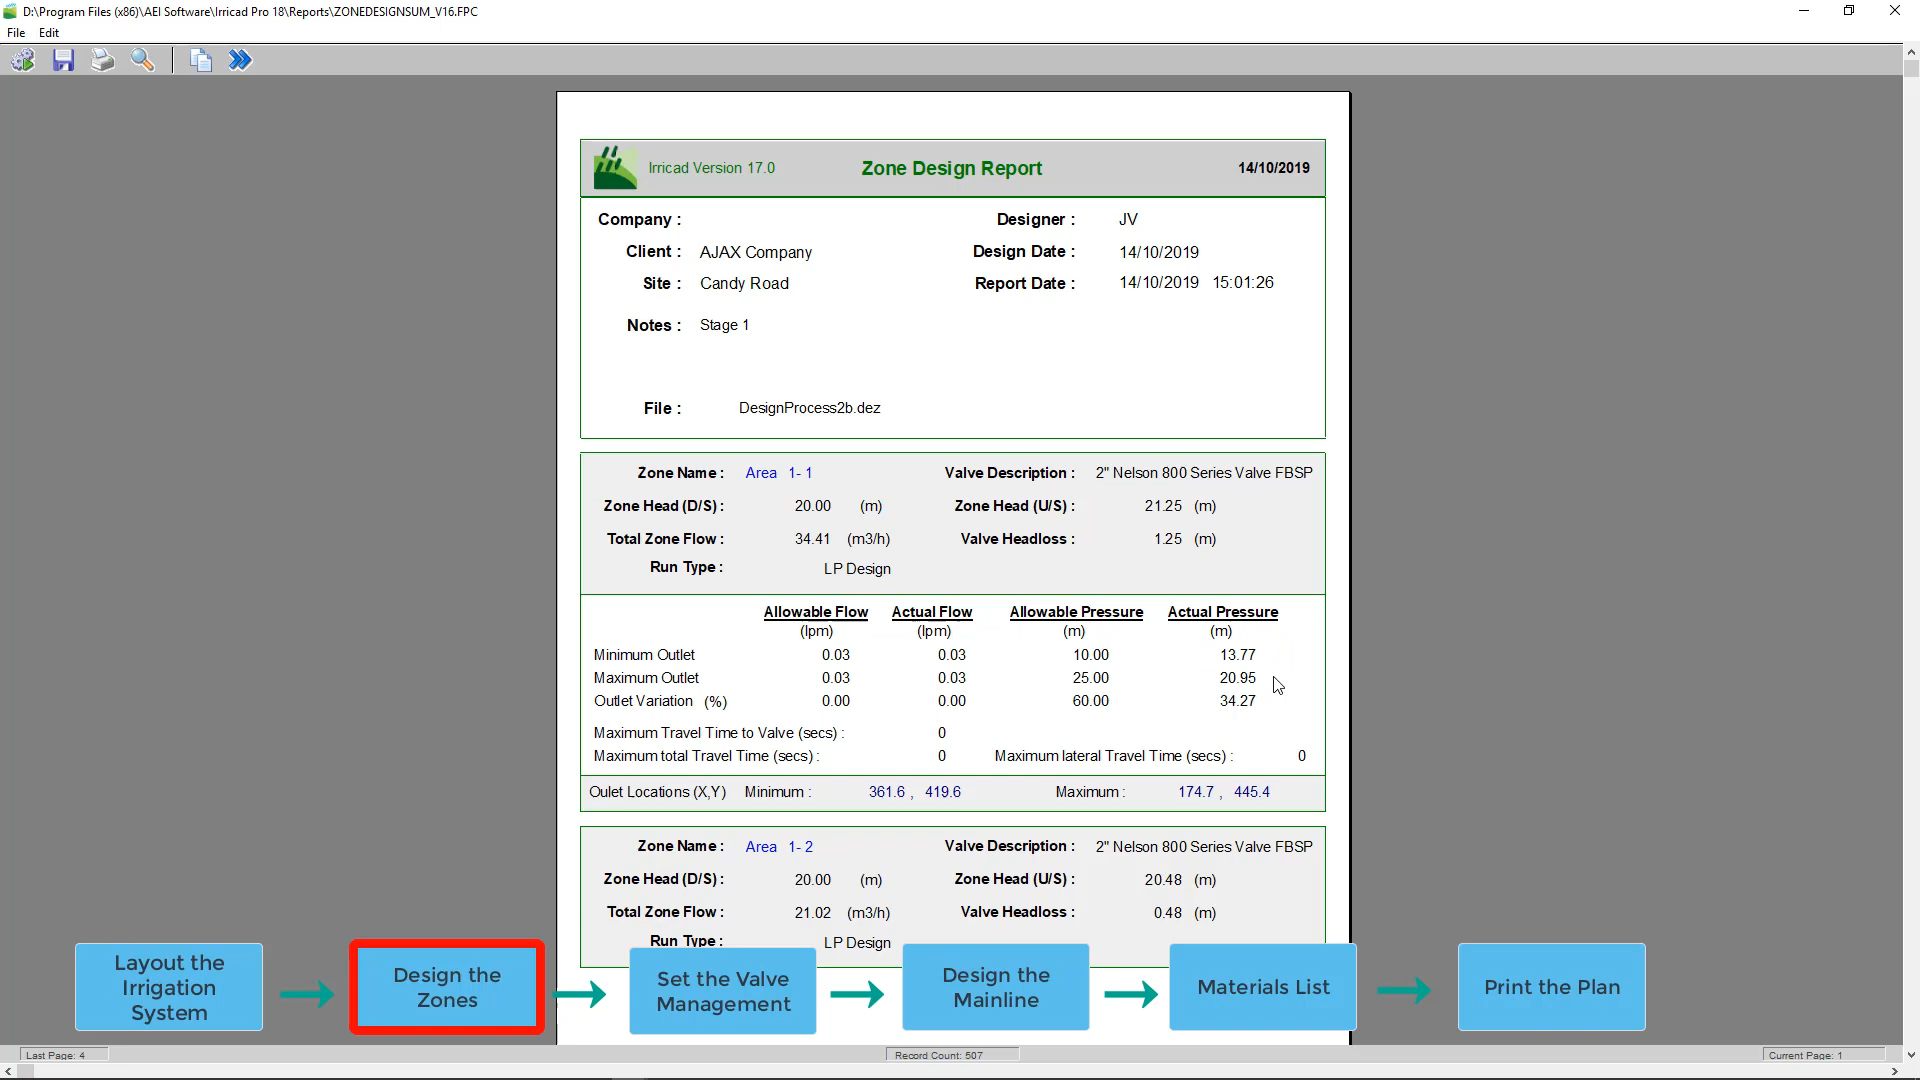 D:\Program Files (x86)\AEI Software\Irricad Pro 18\Reports\ZONEDESIGNSUM_V16.FPC
File Edit
Irricad Version 17.0 Zone Design Report 14/10/2019
Company : Designer : JV
Client : AJAX Company Design Date : 14/10/2019
Site : Candy Road Report Date : 14/10/2019 15:01:26
Notes : Stage 1
File : DesignProcess2b.dez
Zone Name : Area 1- 1 Valve Description : 2" Nelson 800 Series Valve FBSP
Zone Head (D/S) : 20.00 (m) Zone Head (U/S) : 21.25 (m)
Total Zone Flow : 34.41 (m3/h) Valve Headloss : 1.25 (m)
Run Type : LP Design
Allowable Flow Actual Flow Allowable Pressure Actual Pressure
(lpm) (lpm) (m) (m)
Minimum Outlet 0.03 0.03 10.00 13.77
Maximum Outlet 0.03 0.03 25.00 20.95
Outlet Variation (%) 0.00 0.00 60.00 34.27
Maximum Travel Time to Valve (secs) : 0
Maximum total Travel Time (secs) : 0 Maximum lateral Travel Time (secs) : 0
Oulet Locations (X,Y) Minimum : 361.6 , 419.6 Maximum : 174.7 , 445.4
Zone Name : Area 1- 2 Valve Description : 2" Nelson 800 Series Valve FBSP
Zone Head (D/S) : 20.00 (m) Zone Head (U/S) : 20.48 (m)
Total Zone Flow : 21.02 (m3/h) Valve Headloss : 0.48 (m)
Run Type : LP Design
Layout the
Irrigation
System
Design the
Zones
Set the Valve
Management
Design the
Mainline
Materials List
Print the Plan
Last Page: 4 Record Count: 507 Current Page: 1